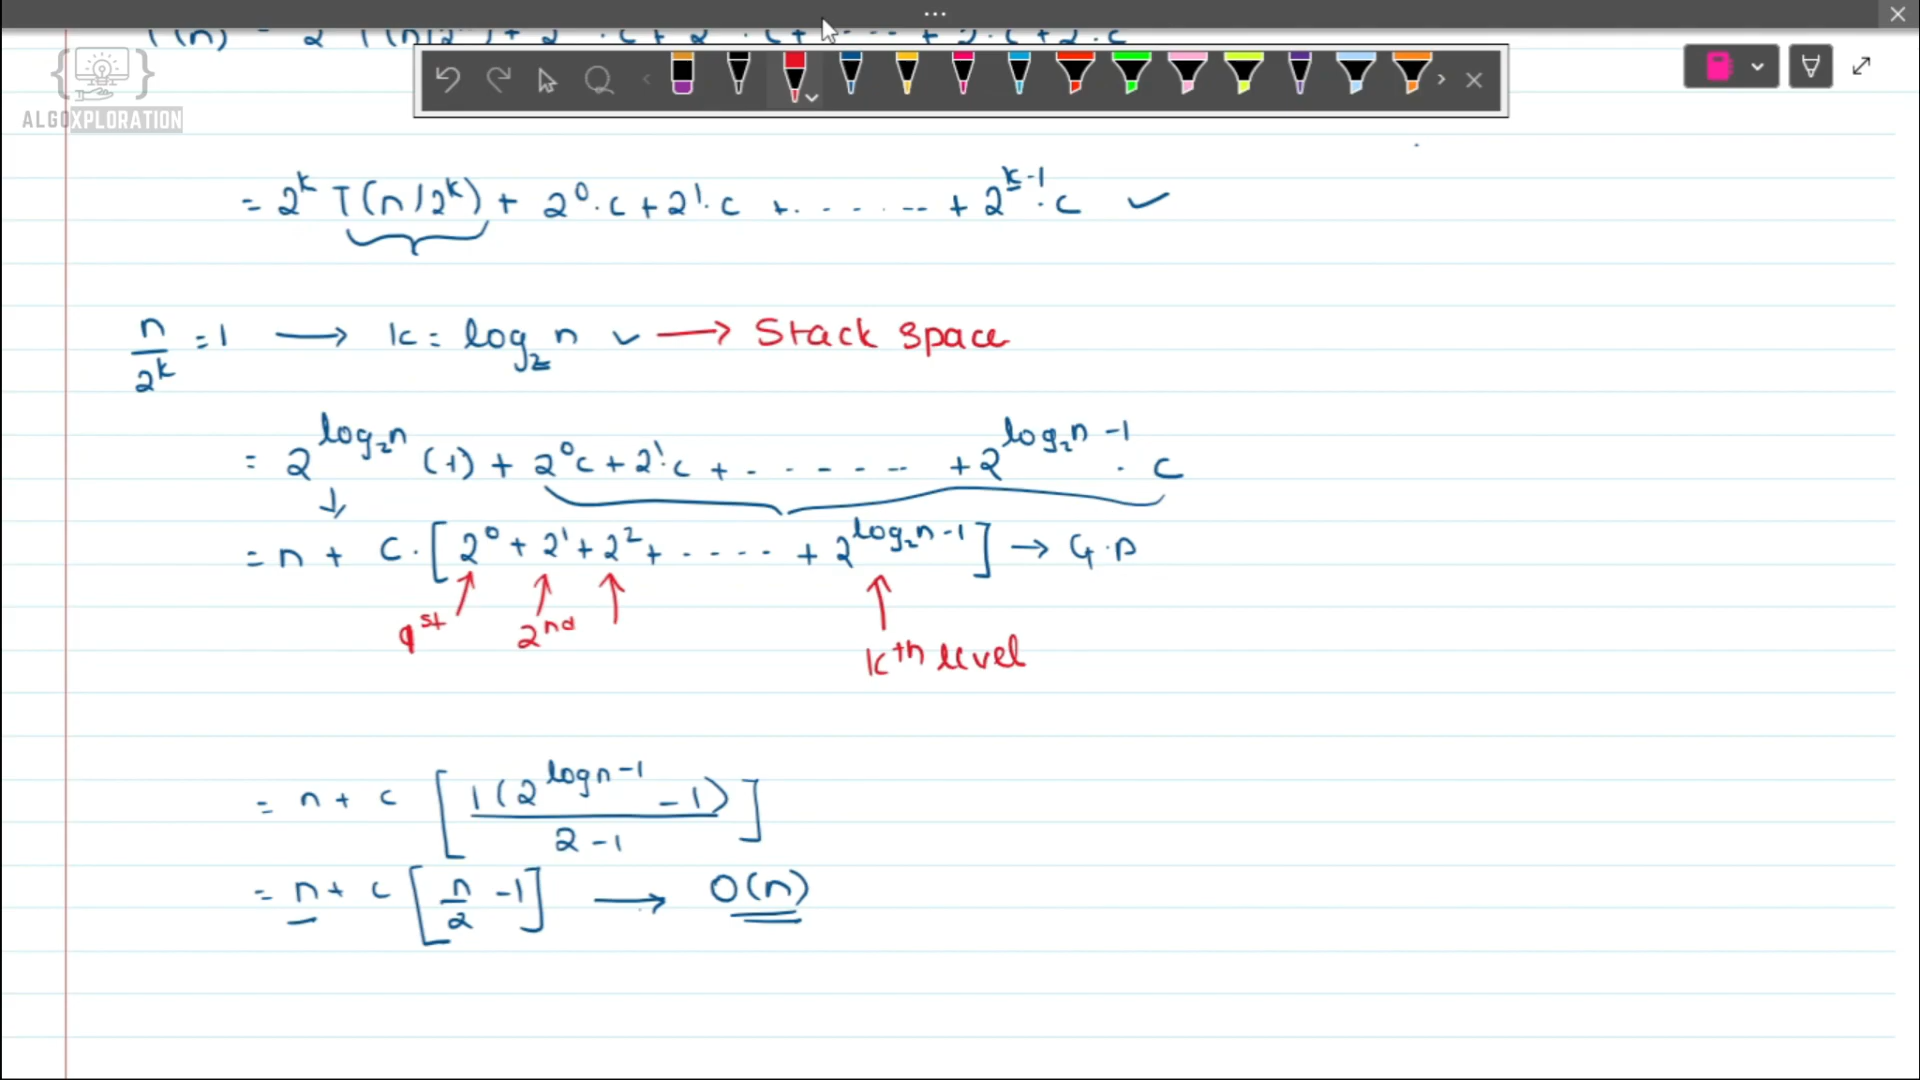 ...
ALGOXPLORATION
= 2^k T(n/2^k) + 2^0.c + 2^1.c + ....... + 2^(k-1).c ✓
n/2^k = 1 ⟶ k = log_2 n ✓ ⟶ Stack space
= 2^(log_2 n) (1) + 2^0c + 2^1.c + ...... + 2^(log_2 n -1) . c
↓
= n + c.[2^0 + 2^1 + 2^2 + ..... + 2^(log_2 n -1)] → G.P
1st 2nd
kth level
= n + c [1(2^(log n -1) - 1) / 2-1]
= n + c [n/2 - 1] ⟶ O(n)